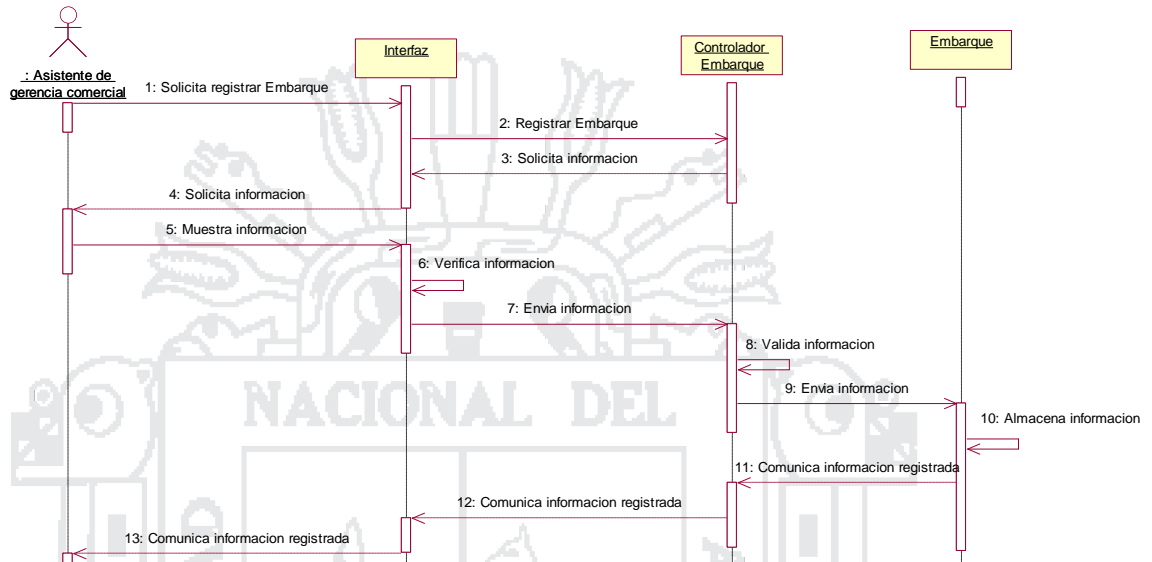 Interfaz
Controlador
Embarque
Embarque
: Asistente de
gerencia comercial
1: Solicita registrar Embarque
2: Registrar Embarque
3: Solicita informacion
4: Solicita informacion
5: Muestra informacion
6: Verifica informacion
7: Envia informacion
8: Valida informacion
9: Envia informacion
NACIONAL DEL
10: Almacena informacion
11: Comunica informacion registrada
12: Comunica informacion registrada
13: Comunica informacion registrada